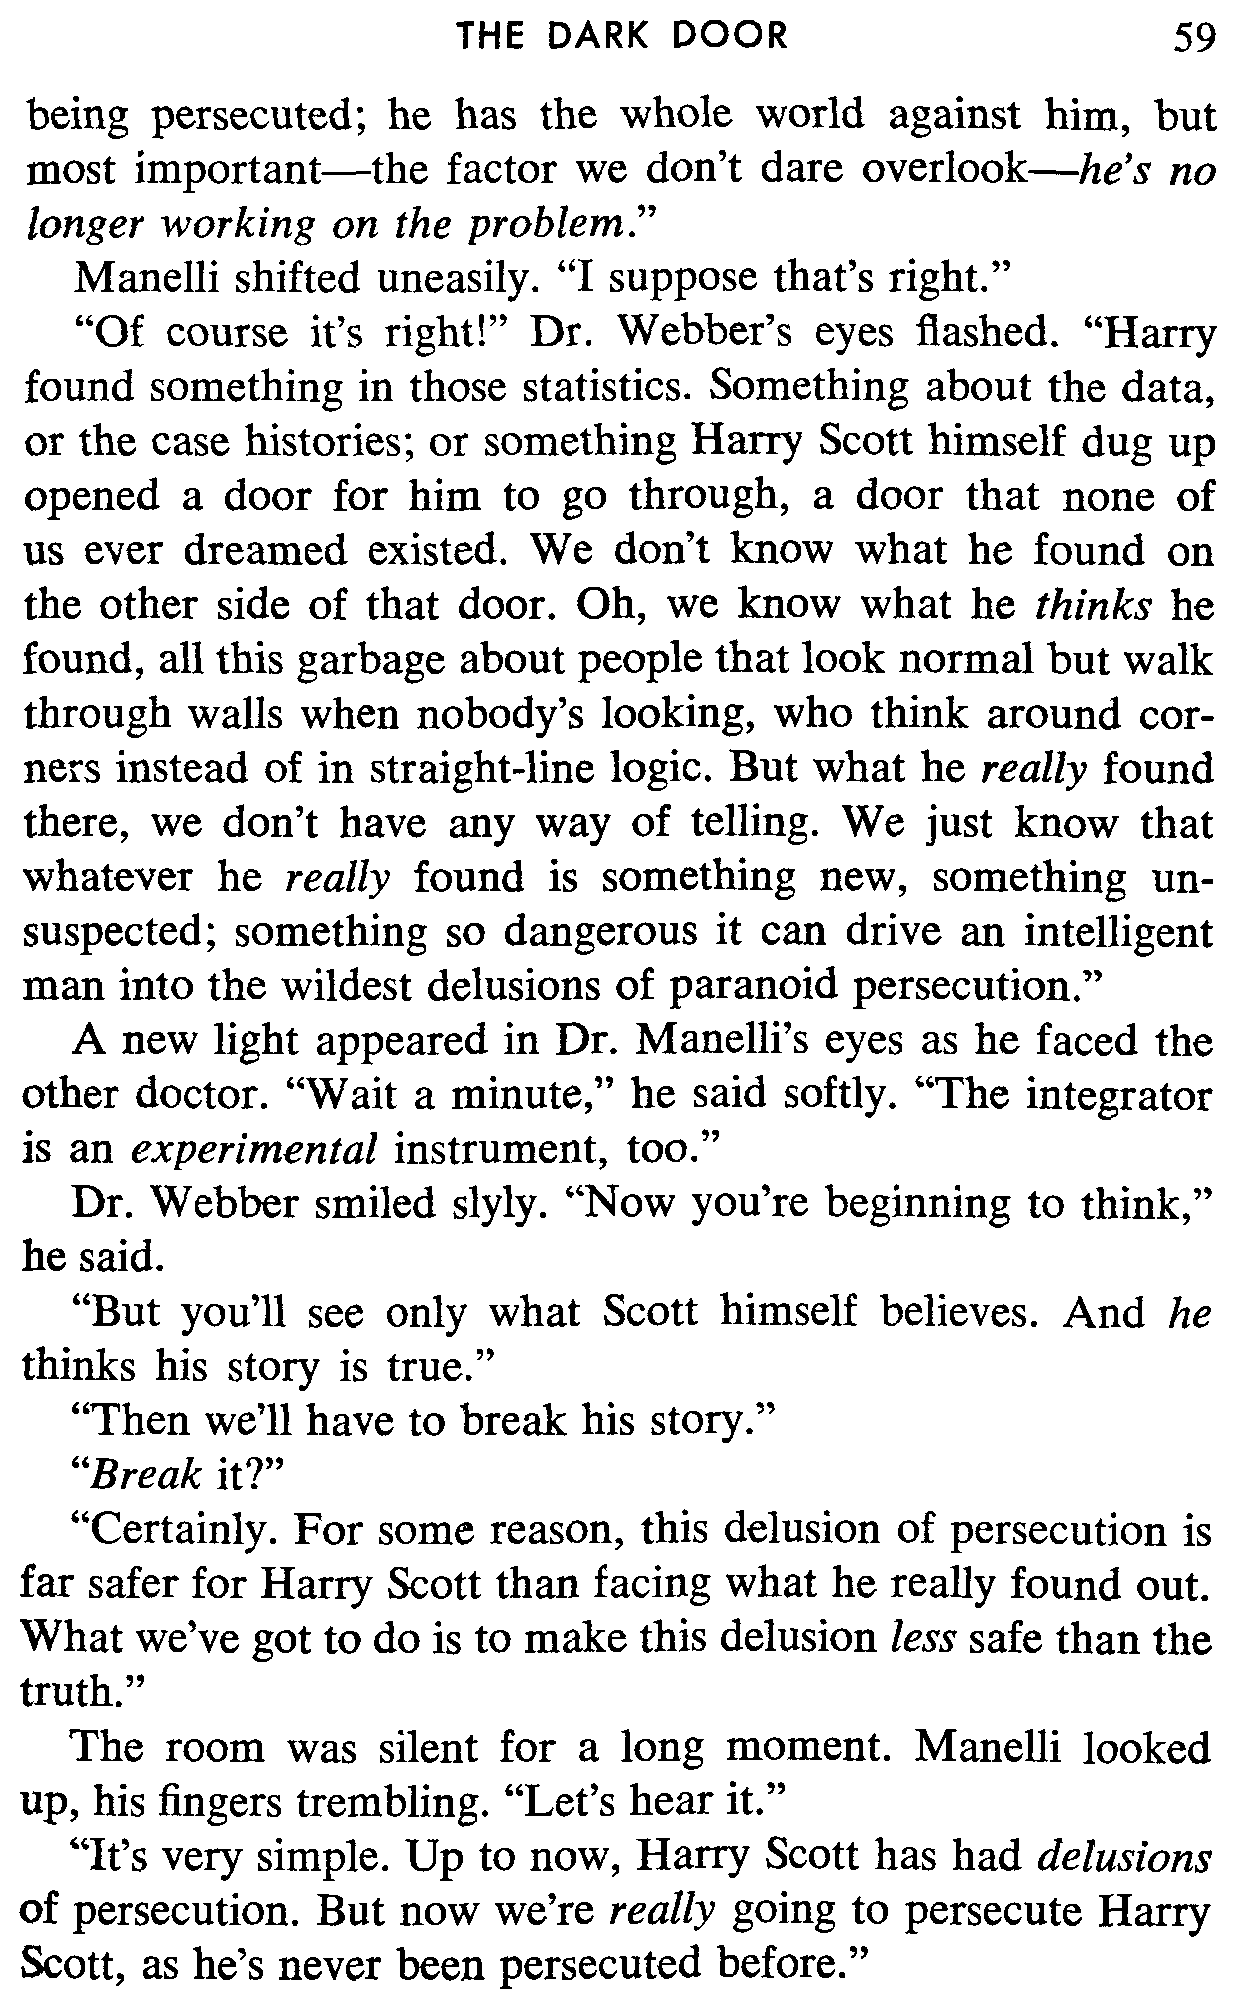 THE DARK DOOR 59
being persecuted; he has the whole world against him, but
most important—the factor we don't dare overlook—he's no
longer working on the problem.”
Manelli shifted uneasily. “I suppose that's right.”
“Of course it's right!” Dr. Webber's eyes flashed. “Harry
found something in those statistics. Something about the data,
or the case histories; or something Harry Scott himself dug up
opened a door for him to go through, a door that none of
us ever dreamed existed. We don't know what he found on
the other side of that door. Oh, we know what he thinks he
found, all this garbage about people that look normal but walk
through walls when nobody's looking, who think around cor-
ners instead of in straight-line logic. But what he really found
there, we don't have any way of telling. We just know that
whatever he really found is something new, something un-
suspected; something so dangerous it can drive an intelligent
man into the wildest delusions of paranoid persecution.”
A new light appeared in Dr. Manelli's eyes as he faced the
other doctor. “Wait a minute,” he said softly. “The integrator
is an experimental instrument, too.”
Dr. Webber smiled slyly. “Now you're beginning to think,”
he said.
“But you'll see only what Scott himself believes. And he
thinks his story is true.”
“Then we'll have to break his story.”
“Break it?”
“Certainly. For some reason, this delusion of persecution is
far safer for Harry Scott than facing what he really found out.
What we've got to do is to make this delusion less safe than the
truth.”
The room was silent for a long moment. Manelli looked
up, his fingers trembling. “Let's hear it.”
“It's very simple. Up to now, Harry Scott has had delusions
of persecution. But now we're really going to persecute Harry
Scott, as he's never been persecuted before.”